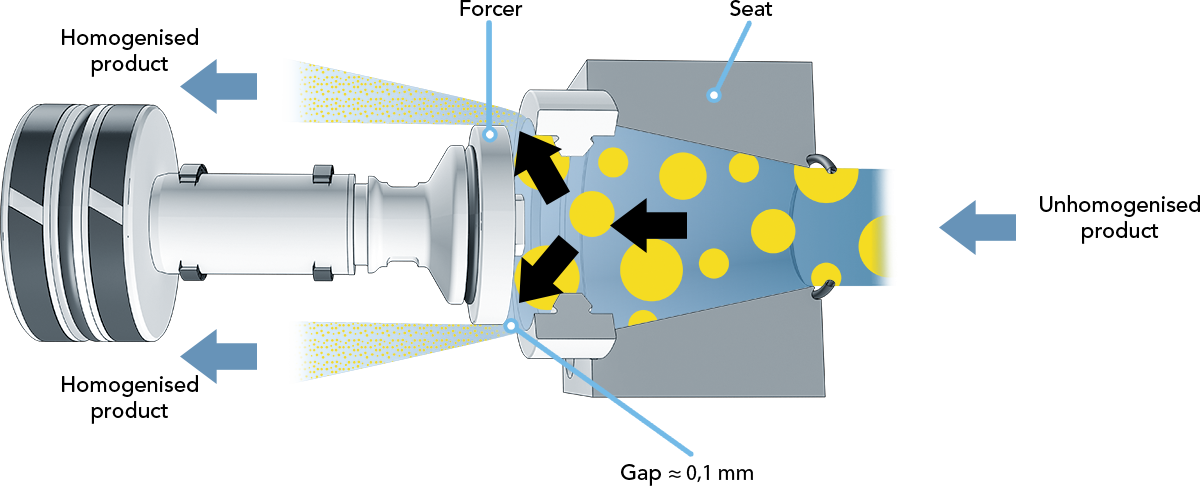 Forcer
Seat
Homogenised
product
Unhomogenised
product
Homogenised
product
Gap ≈ 0,1 mm